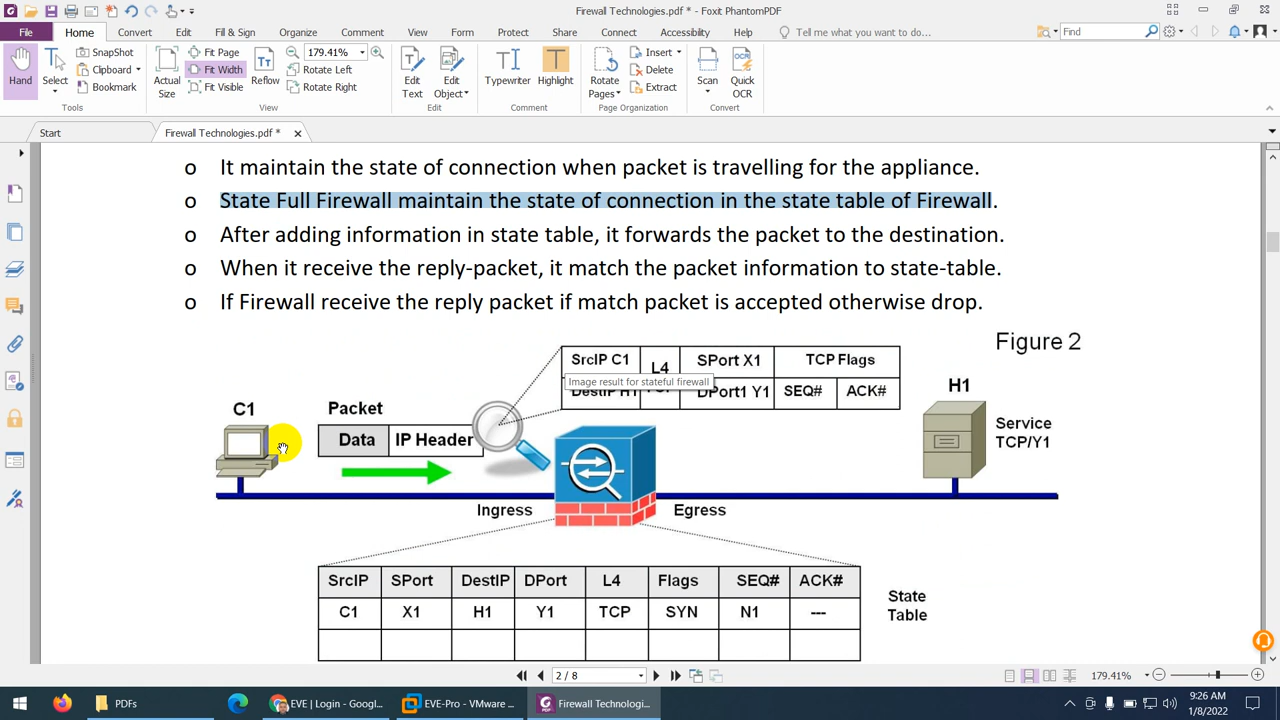 Firewall Technologies.pdf * - Foxit PhantomPDF
File Home Convert Fill & Sign Organize Comment View Form Protect Share Connect Accessibility Help Tell me what you want to do... Find
Hand
Select
SnapShot
Clipboard
Bookmark
Tools
Actual Size
Fit Page
Fit Width
Fit Visible
Reflow
179.41%
Rotate Left
Rotate Right
View
Edit Text
Edit Object
Edit
Typewriter
Highlight
Comment
Rotate Pages
Insert
Delete
Extract
Page Organization
Scan
Quick OCR
Convert
Start
Firewall Technologies.pdf *
o It maintain the state of connection when packet is travelling for the appliance.
o State Full Firewall maintain the state of connection in the state table of Firewall.
o After adding information in state table, it forwards the packet to the destination.
o When it receive the reply-packet, it match the packet information to state-table.
o If Firewall receive the reply packet if match packet is accepted otherwise drop.
Figure 2
SrcIP C1 L4 SPort X1 TCP Flags
Image result for stateful firewall
DestIP H1 DPort1 Y1 SEQ# ACK#
C1
Packet
Data IP Header
H1
Service
TCP/Y1
Ingress
Egress
SrcIP SPort DestIP DPort L4 Flags SEQ# ACK#
C1 X1 H1 Y1 TCP SYN N1 ---
State
Table
2 / 8
179.41%
PDFs
EVE | Login - Googl...
EVE-Pro - VMware ...
Firewall Technologi...
9:26 AM
1/8/2022